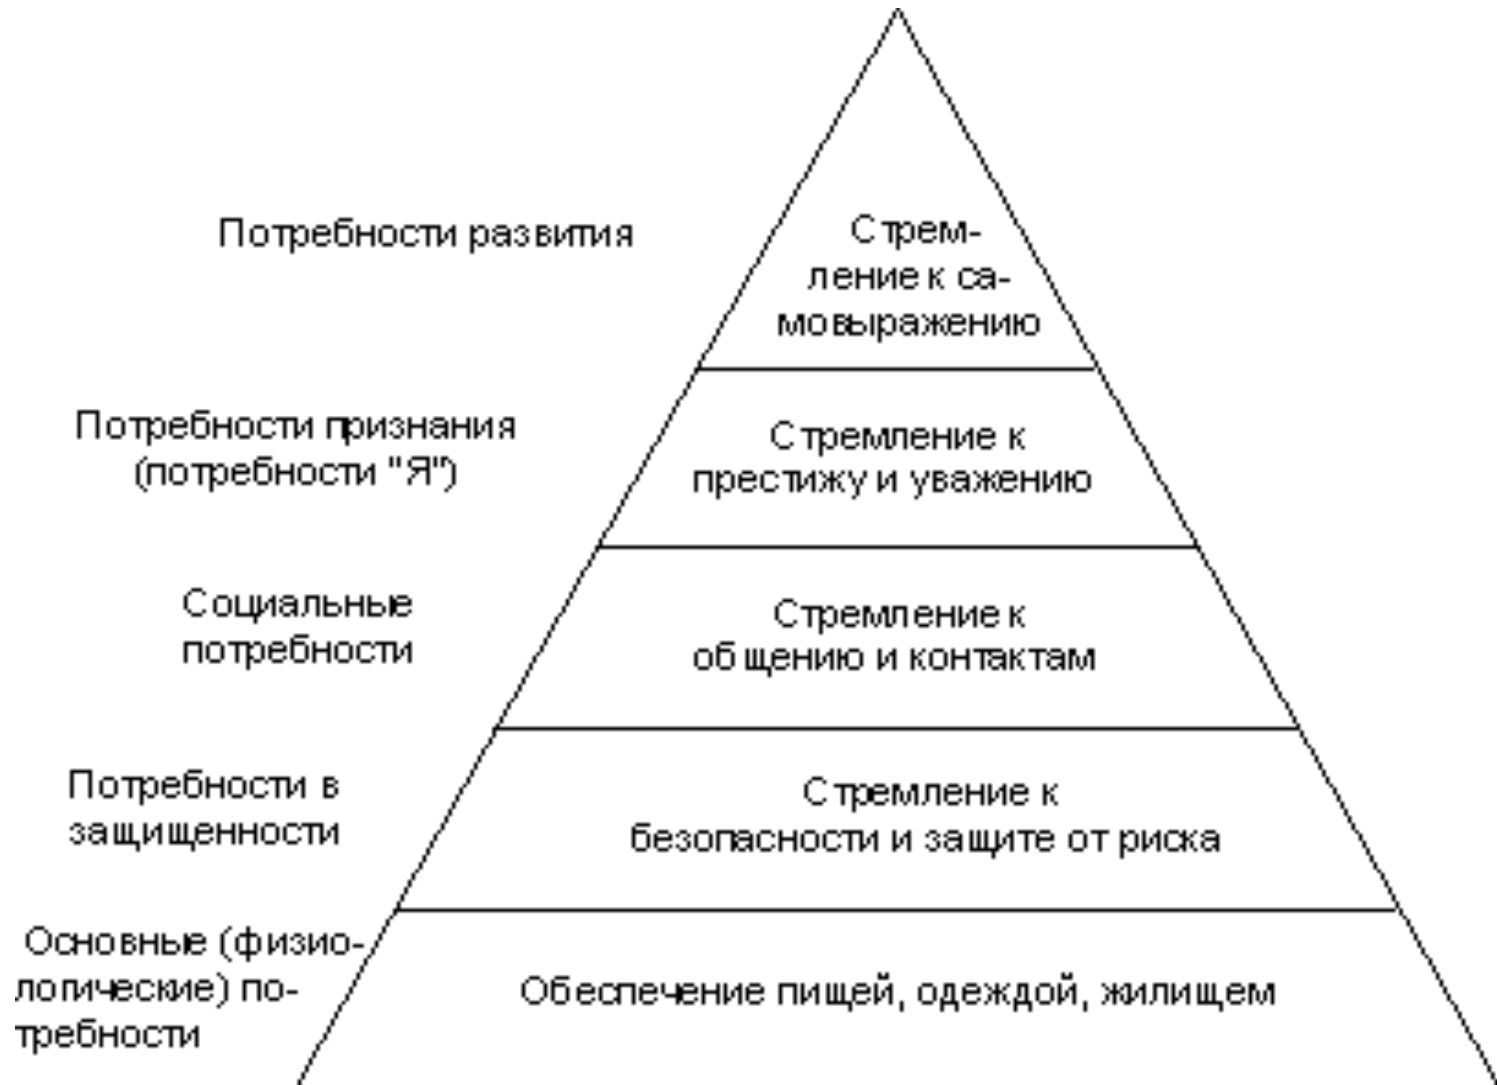 Потребности развития
Стрем-
ление к са-
мовыражению
Потребности признания
(потребности "Я")
Стремление к
престижу и уважению
Социальные
потребности
Стремление к
общению и контактам
Потребности в
защищенности
Стремление к
безопасности и защите от риска
Основные (физио-
логические) по-
требности
Обеспечение пищей, одеждой, жилищем